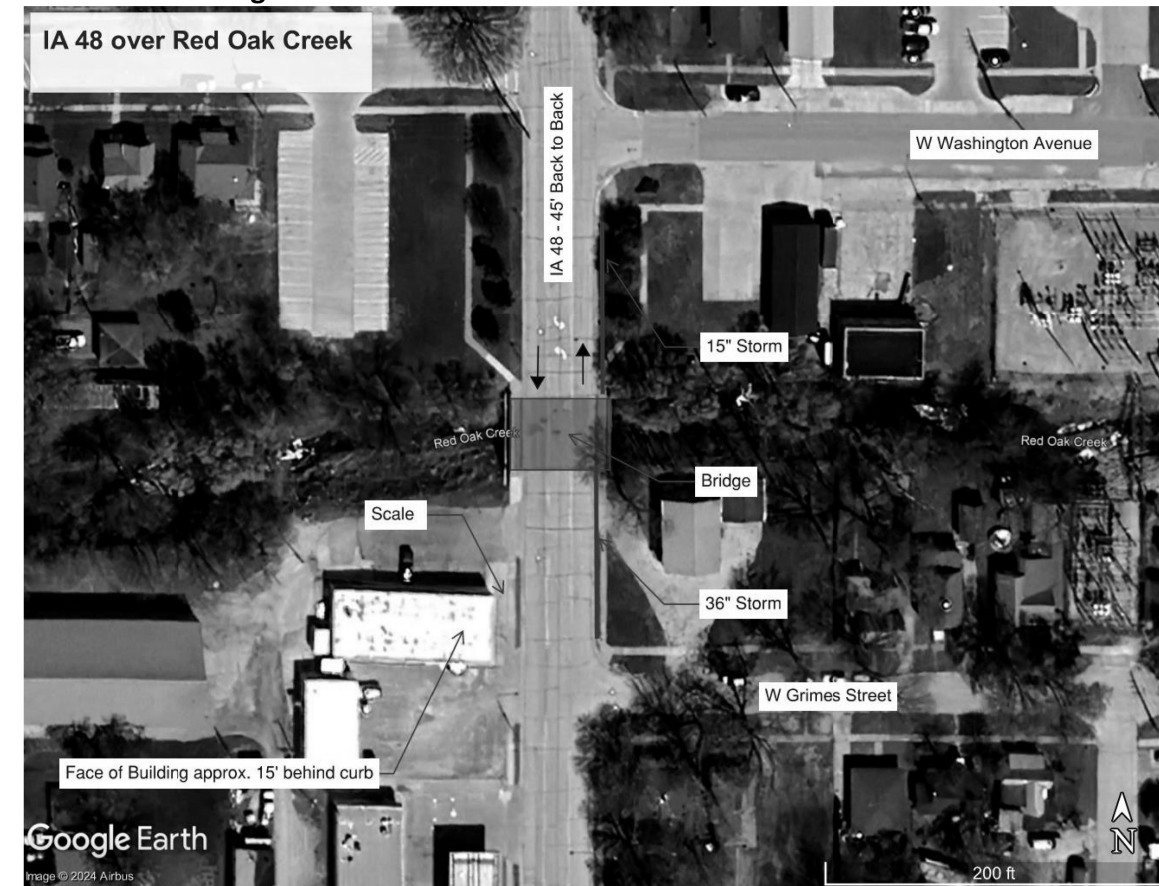 IA 48 over Red Oak Creek
IA 48 - 45' Back to Back
W Washington Avenue
15" Storm
Red Oak Creek
Red Oak Creek
Bridge
Scale
36" Storm
W Grimes Street
Face of Building approx. 15' behind curb
Google Earth
Image © 2024 Airbus
N
200 ft